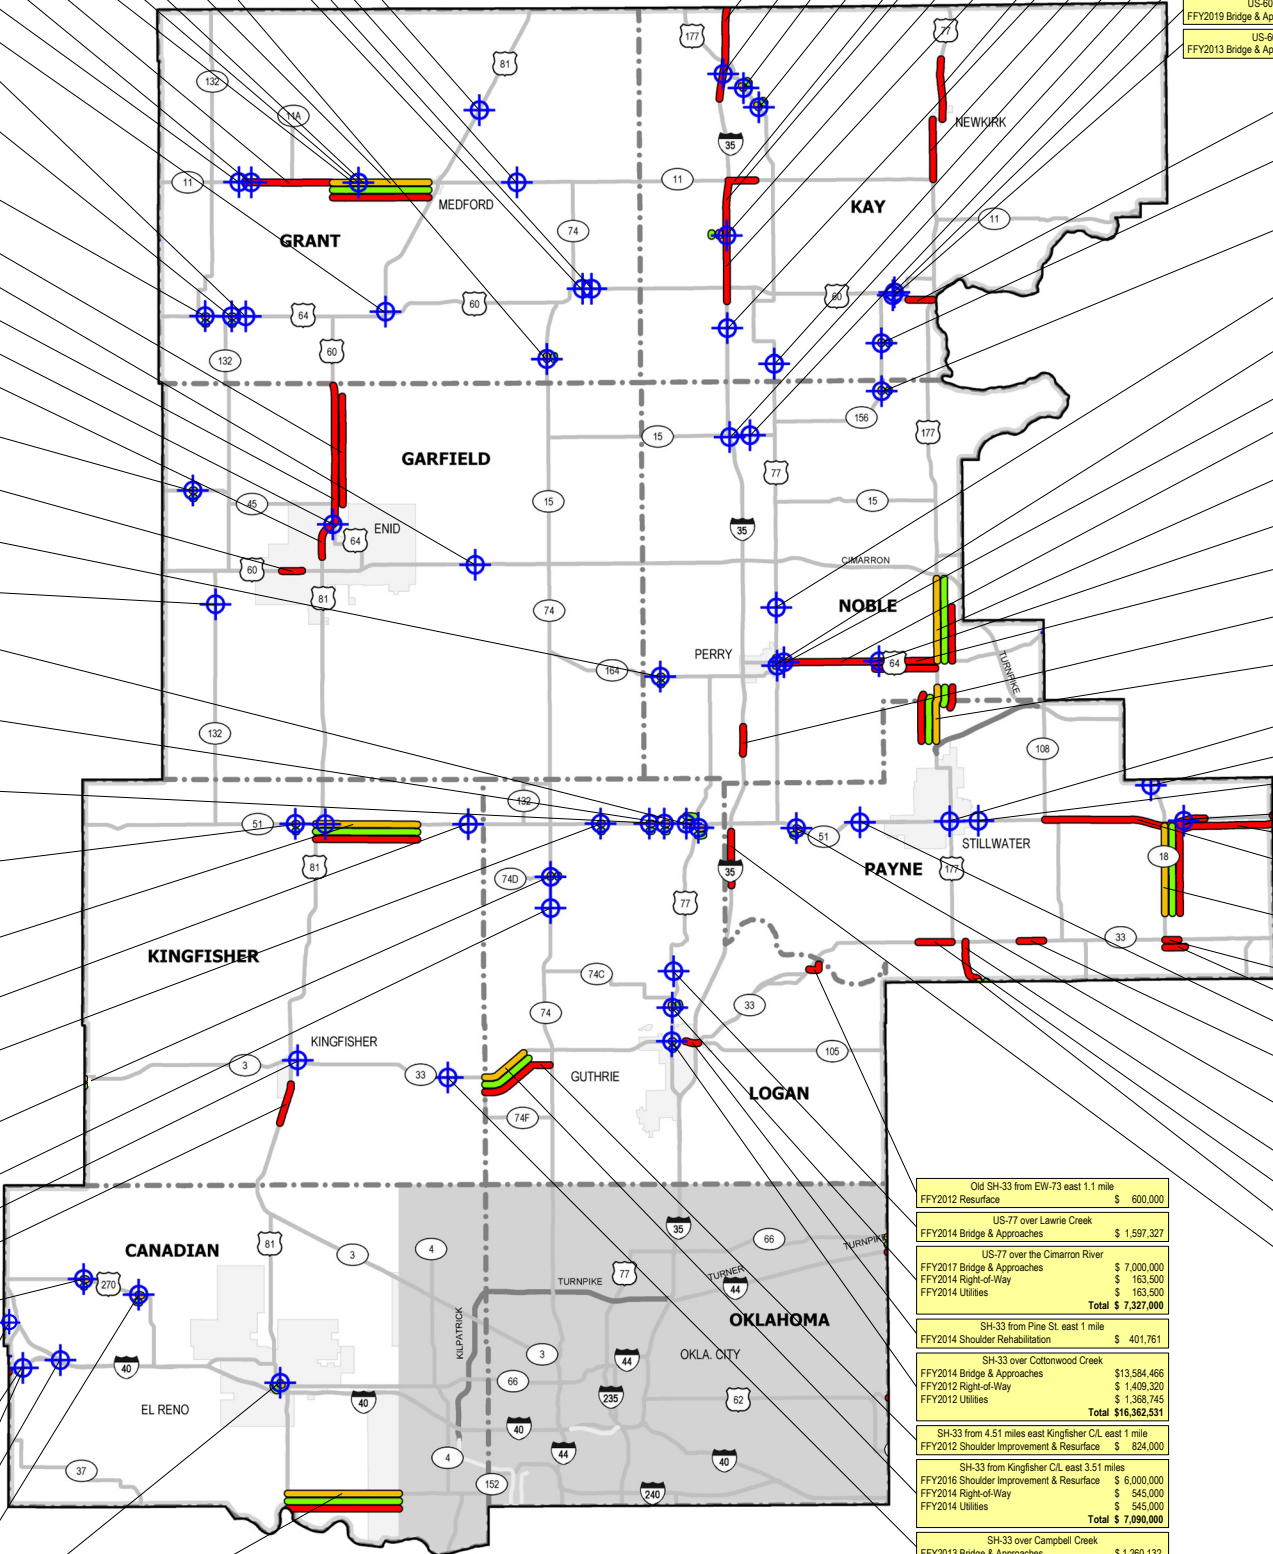 US-60
FFY2019 Bridge & Ap
US-6
FFY2013 Bridge & Ap
177
77
81
132
11A
NEWKIRK
35
11
MEDFORD
11
KAY
GRANT
74
11
64
60
60
132
60
156
GARFIELD
15
177
77
45
15
15
ENID
64
35
60
CIMARRON
81
74
NOBLE
PERRY
64
164
TURNPIKE
132
108
132
51
51
STILLWATER
81
74D
35
PAYNE
177
18
77
KINGFISHER
33
74C
33
74
KINGFISHER
3
33
GUTHRIE
105
LOGAN
74F
Old SH-33 from EW-73 east 1.1 mile
FFY2012 Resurface $ 600,000
US-77 over Lawrie Creek
FFY2014 Bridge & Approaches $ 1,597,327
US-77 over the Cimarron River
FFY2017 Bridge & Approaches $ 7,000,000
FFY2014 Right-of-Way $ 163,500
FFY2014 Utilities $ 163,500
Total $ 7,327,000
SH-33 from Pine St. east 1 mile
FFY2014 Shoulder Rehabilitation $ 401,761
SH-33 over Cottonwood Creek
FFY2014 Bridge & Approaches $13,584,466
FFY2012 Right-of-Way $ 1,409,320
FFY2012 Utilities $ 1,368,745
Total $16,362,531
SH-33 from 4.51 miles east Kingfisher C/L east 1 mile
FFY2012 Shoulder Improvement & Resurface $ 824,000
SH-33 from Kingfisher C/L east 3.51 miles
FFY2016 Shoulder Improvement & Resurface $ 6,000,000
FFY2014 Right-of-Way $ 545,000
FFY2014 Utilities $ 545,000
Total $ 7,090,000
SH-33 over Campbell Creek
FFY2013 Bridge & Approaches $ 1,260,132
35
66
CANADIAN
81
3
4
TURNPIKE
77
TURNER
TURNPIKE
270
44
OKLAHOMA
KILPATRICK
3
44
OKLA. CITY
40
66
40
235
62
EL RENO
40
44
40
4
37
152
240